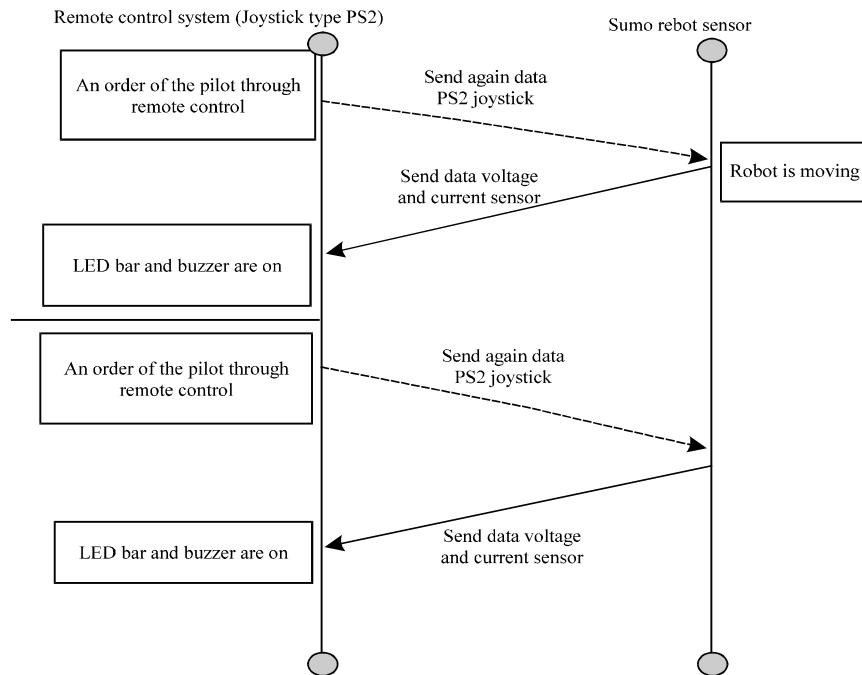 Remote control system (Joystick type PS2)
Sumo rebot sensor
An order of the pilot through
remote control
Send again data
PS2 joystick
Robot is moving
Send data voltage
and current sensor
LED bar and buzzer are on
An order of the pilot through
remote control
Send again data
PS2 joystick
Send data voltage
and current sensor
LED bar and buzzer are on